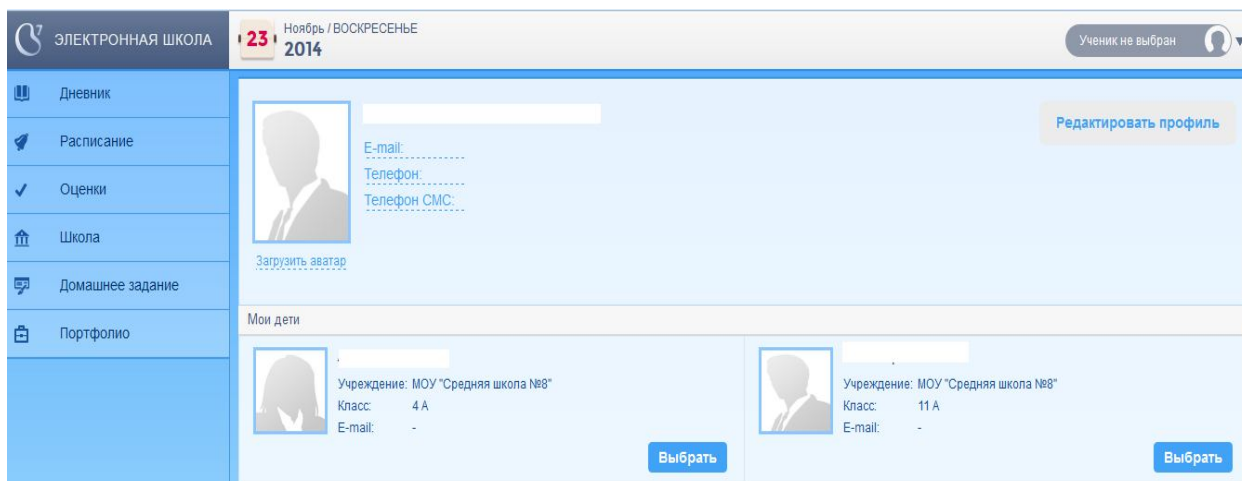 ЭЛЕКТРОННАЯ ШКОЛА
23
Ноябрь / ВОСКРЕСЕНЬЕ
2014
Ученик не выбран
Дневник
Расписание
Оценки
Школа
Домашнее задание
Портфолио
Редактировать профиль
E-mail:
Телефон:
Телефон СМС:
Загрузить аватар
Мои дети
Учреждение: МОУ "Средняя школа №8"
Класс: 4 А
E-mail: -
Выбрать
Учреждение: МОУ "Средняя школа №8"
Класс: 11 А
E-mail: -
Выбрать